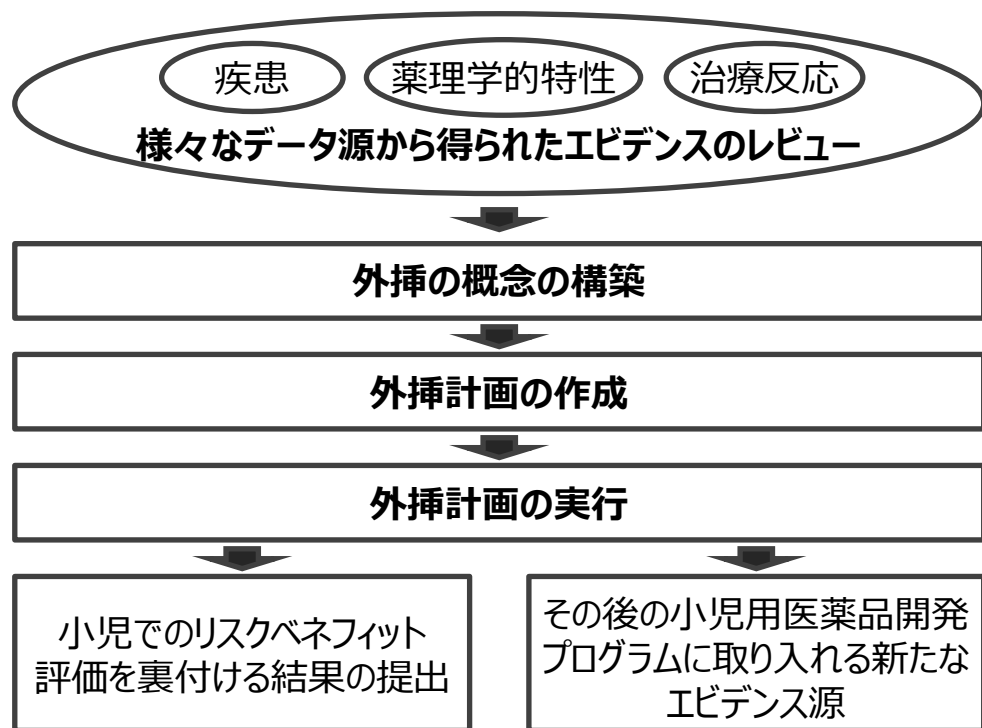 疾患
薬理学的特性
治療反応
様々なデータ源から得られたエビデンスのレビュー
外挿の概念の構築
外挿計画の作成
外挿計画の実行
小児でのリスクベネフィット
評価を裏付ける結果の提出
その後の小児用医薬品開発
プログラムに取り入れる新たな
エビデンス源